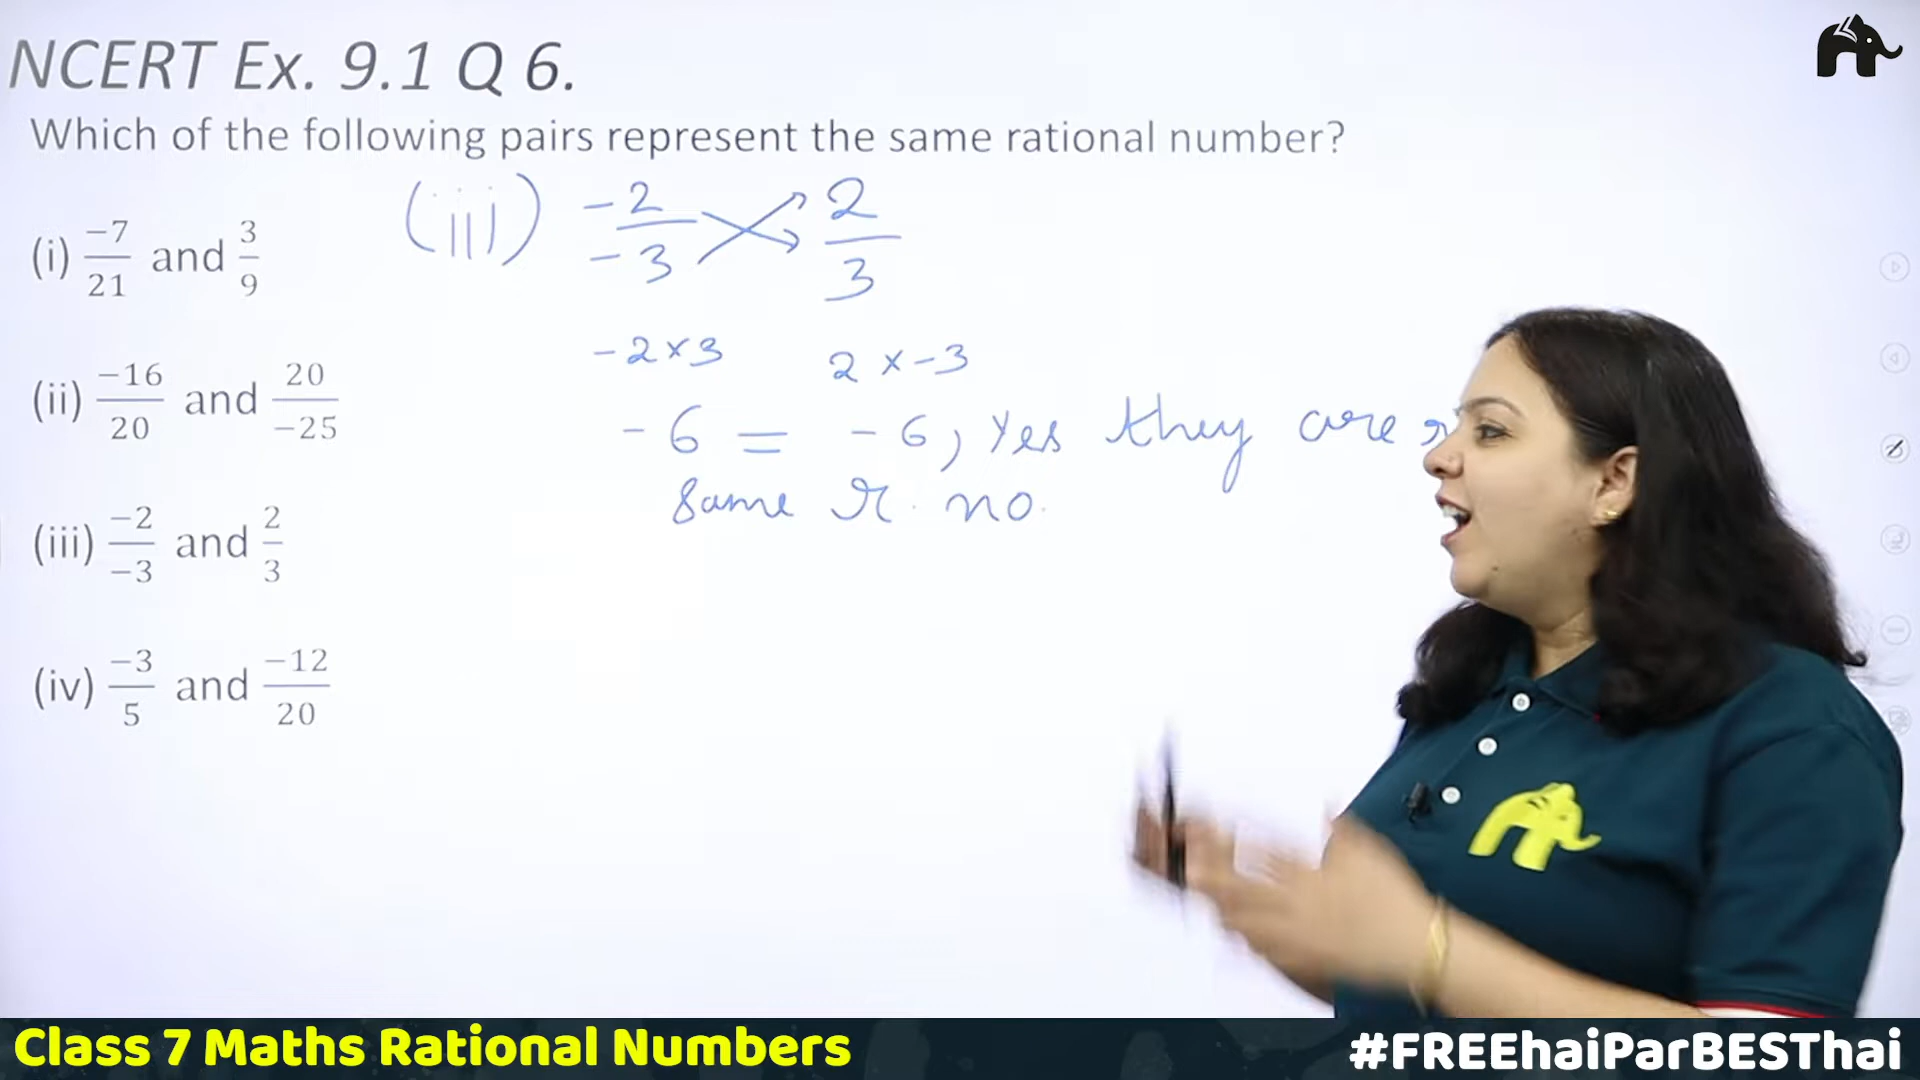 NCERT Ex. 9.1 Q 6.
Which of the following pairs represent the same rational number?
(i) −7/21 and 3/9
(ii) −16/20 and 20/−25
(iii) −2/−3 and 2/3
(iv) −3/5 and −12/20
(iii) −2/−3 2/3
−2×3 2×−3
−6 = −6, Yes they are
same r. no.
Class 7 Maths Rational Numbers
#FREEhaiParBESThai